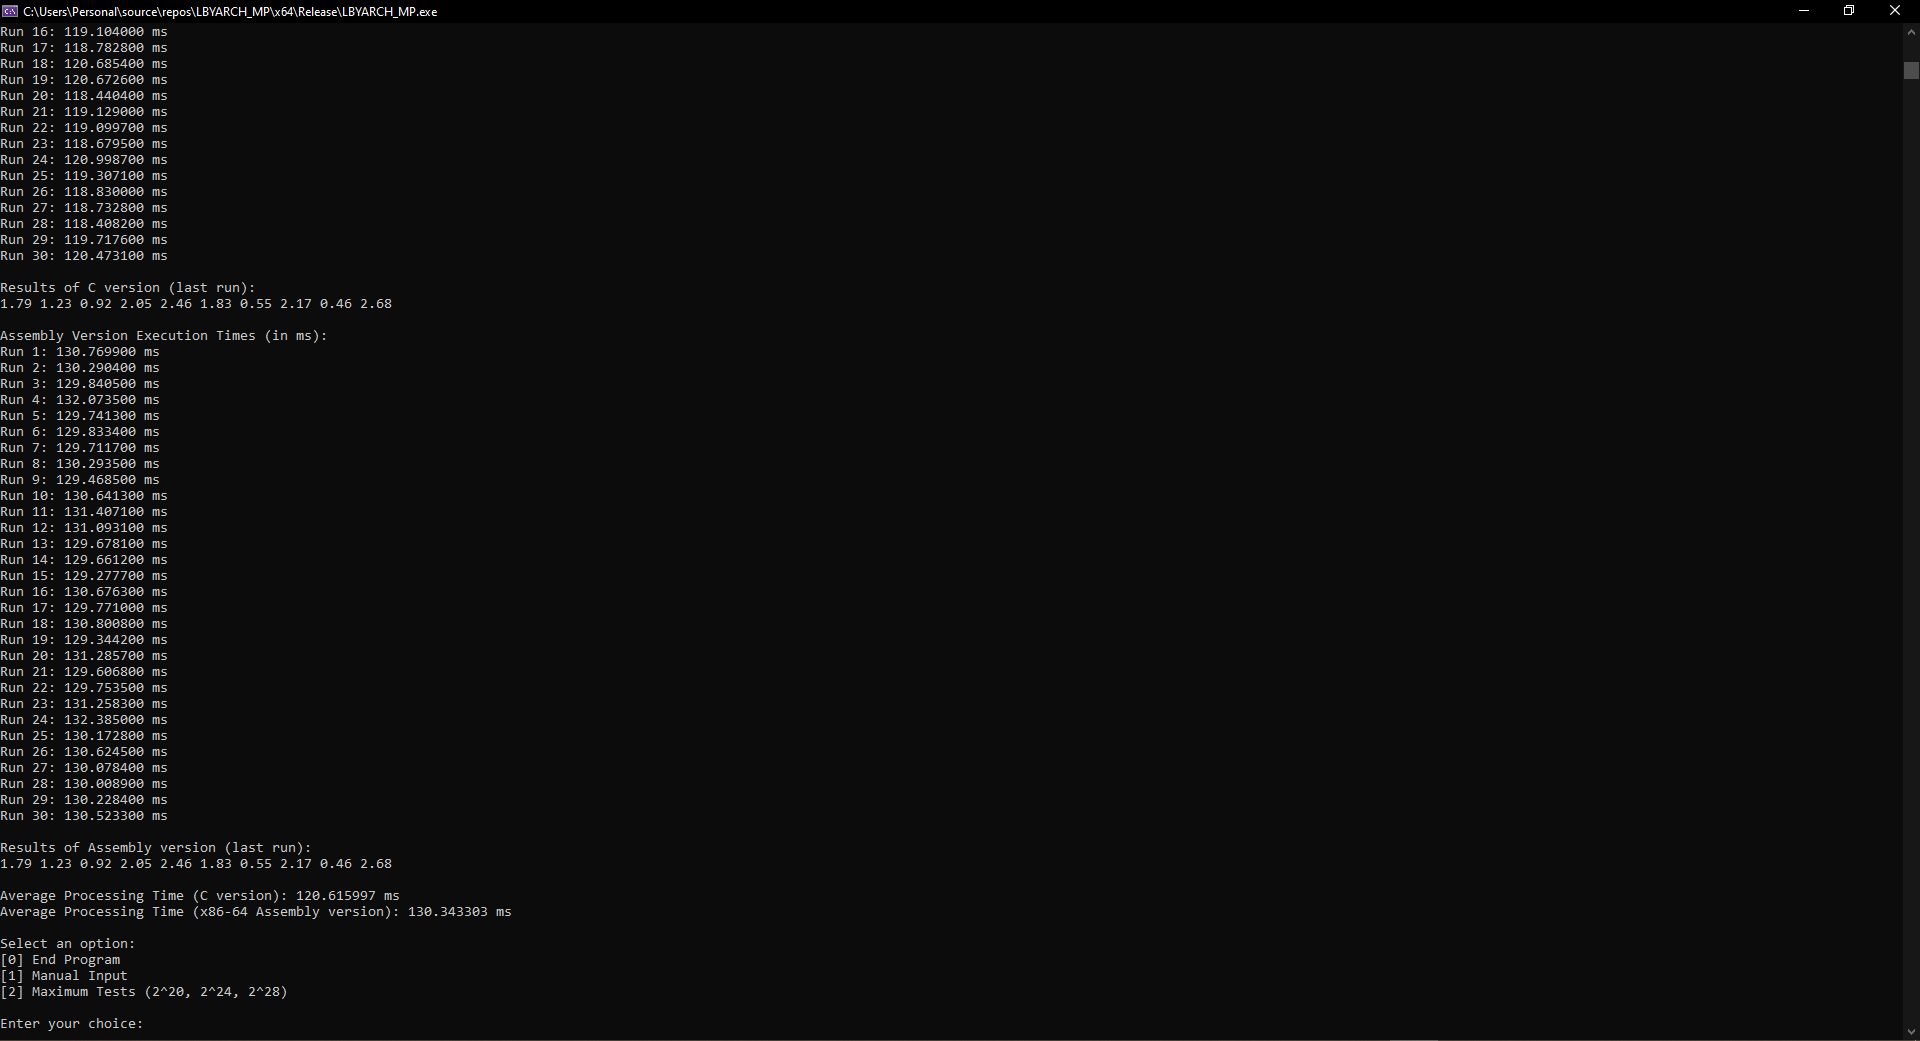 C:\Users\Personal\source\repos\LBYARCH_MP\x64\Release\LBYARCH_MP.exe
Run 16: 119.104000 ms
Run 17: 118.782800 ms
Run 18: 120.685400 ms
Run 19: 120.672600 ms
Run 20: 118.440400 ms
Run 21: 119.129000 ms
Run 22: 119.099700 ms
Run 23: 118.679500 ms
Run 24: 120.998700 ms
Run 25: 119.307100 ms
Run 26: 118.830000 ms
Run 27: 118.732800 ms
Run 28: 118.408200 ms
Run 29: 119.717600 ms
Run 30: 120.473100 ms
Results of C version (last run):
1.79 1.23 0.92 2.05 2.46 1.83 0.55 2.17 0.46 2.68
Assembly Version Execution Times (in ms):
Run 1: 130.769900 ms
Run 2: 130.290400 ms
Run 3: 129.840500 ms
Run 4: 132.073500 ms
Run 5: 129.741300 ms
Run 6: 129.833400 ms
Run 7: 129.711700 ms
Run 8: 130.293500 ms
Run 9: 129.468500 ms
Run 10: 130.641300 ms
Run 11: 131.407100 ms
Run 12: 131.093100 ms
Run 13: 129.678100 ms
Run 14: 129.661200 ms
Run 15: 129.277700 ms
Run 16: 130.676300 ms
Run 17: 129.771000 ms
Run 18: 130.800800 ms
Run 19: 129.344200 ms
Run 20: 131.285700 ms
Run 21: 129.606800 ms
Run 22: 129.753500 ms
Run 23: 131.258300 ms
Run 24: 132.385000 ms
Run 25: 130.172800 ms
Run 26: 130.624500 ms
Run 27: 130.078400 ms
Run 28: 130.008900 ms
Run 29: 130.228400 ms
Run 30: 130.523300 ms
Results of Assembly version (last run):
1.79 1.23 0.92 2.05 2.46 1.83 0.55 2.17 0.46 2.68
Average Processing Time (C version): 120.615997 ms
Average Processing Time (x86-64 Assembly version): 130.343303 ms
Select an option:
[0] End Program
[1] Manual Input
[2] Maximum Tests (2^20, 2^24, 2^28)
Enter your choice: